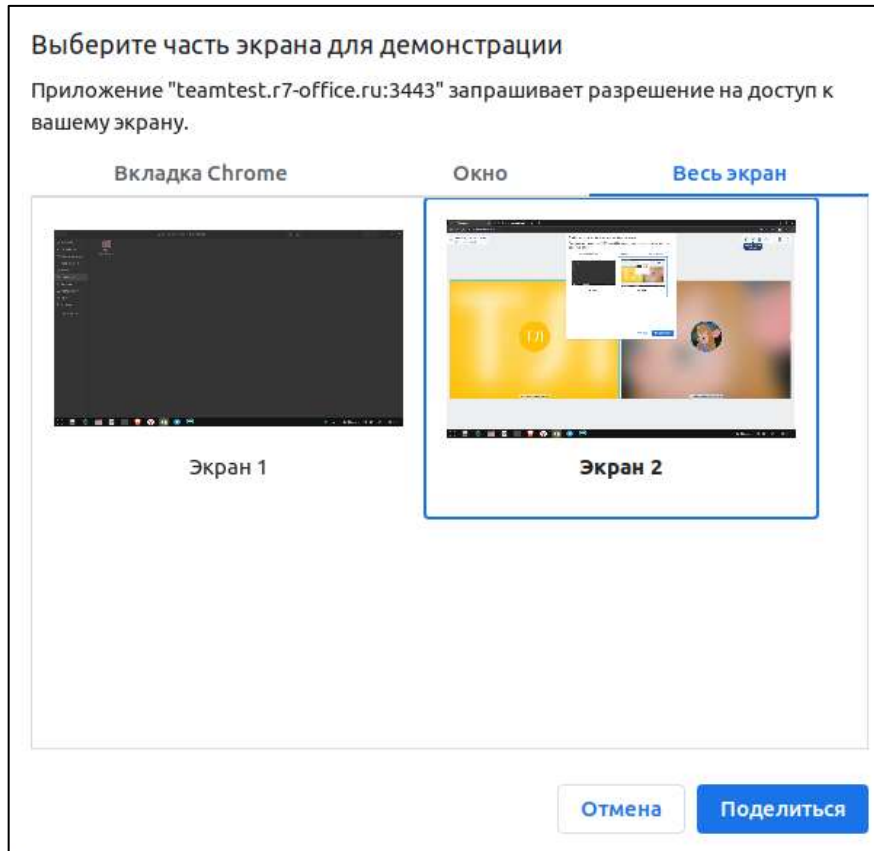 Выберите часть экрана для демонстрации
Приложение "teamtest.r7-office.ru:3443" запрашивает разрешение на доступ к
вашему экрану.
Вкладка Chrome
Окно
Весь экран
ТЛ
Экран 1
Экран 2
Отмена
Поделиться